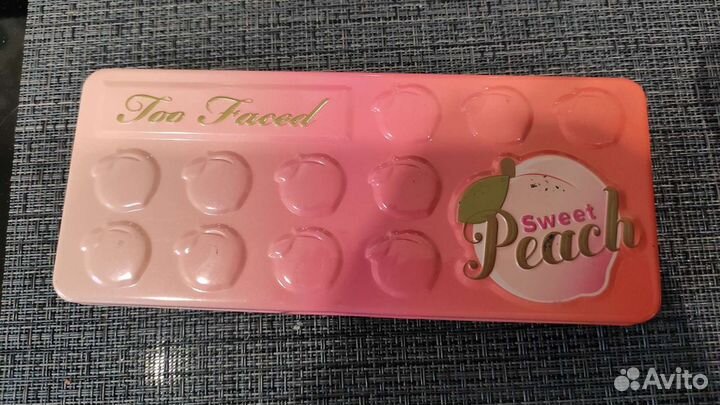 Too Faced
Sweet
Peach
Avito